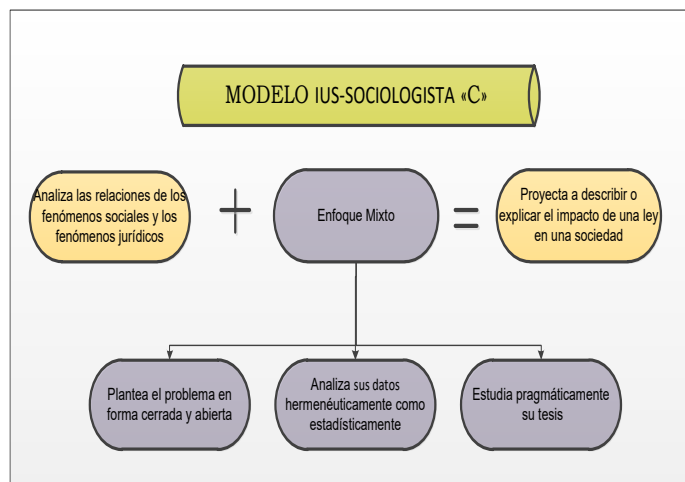 MODELO IUS-SOCIOLOGISTA «C»
Analiza las relaciones de los
fenómenos sociales y los
fenómenos jurídicos
+
Enfoque Mixto
=
Proyecta a describir o
explicar el impacto de una ley
en una sociedad
Plantea el problema en
forma cerrada y abierta
Analiza sus datos
hermenéuticamente como
estadísticamente
Estudia pragmáticamente
su tesis